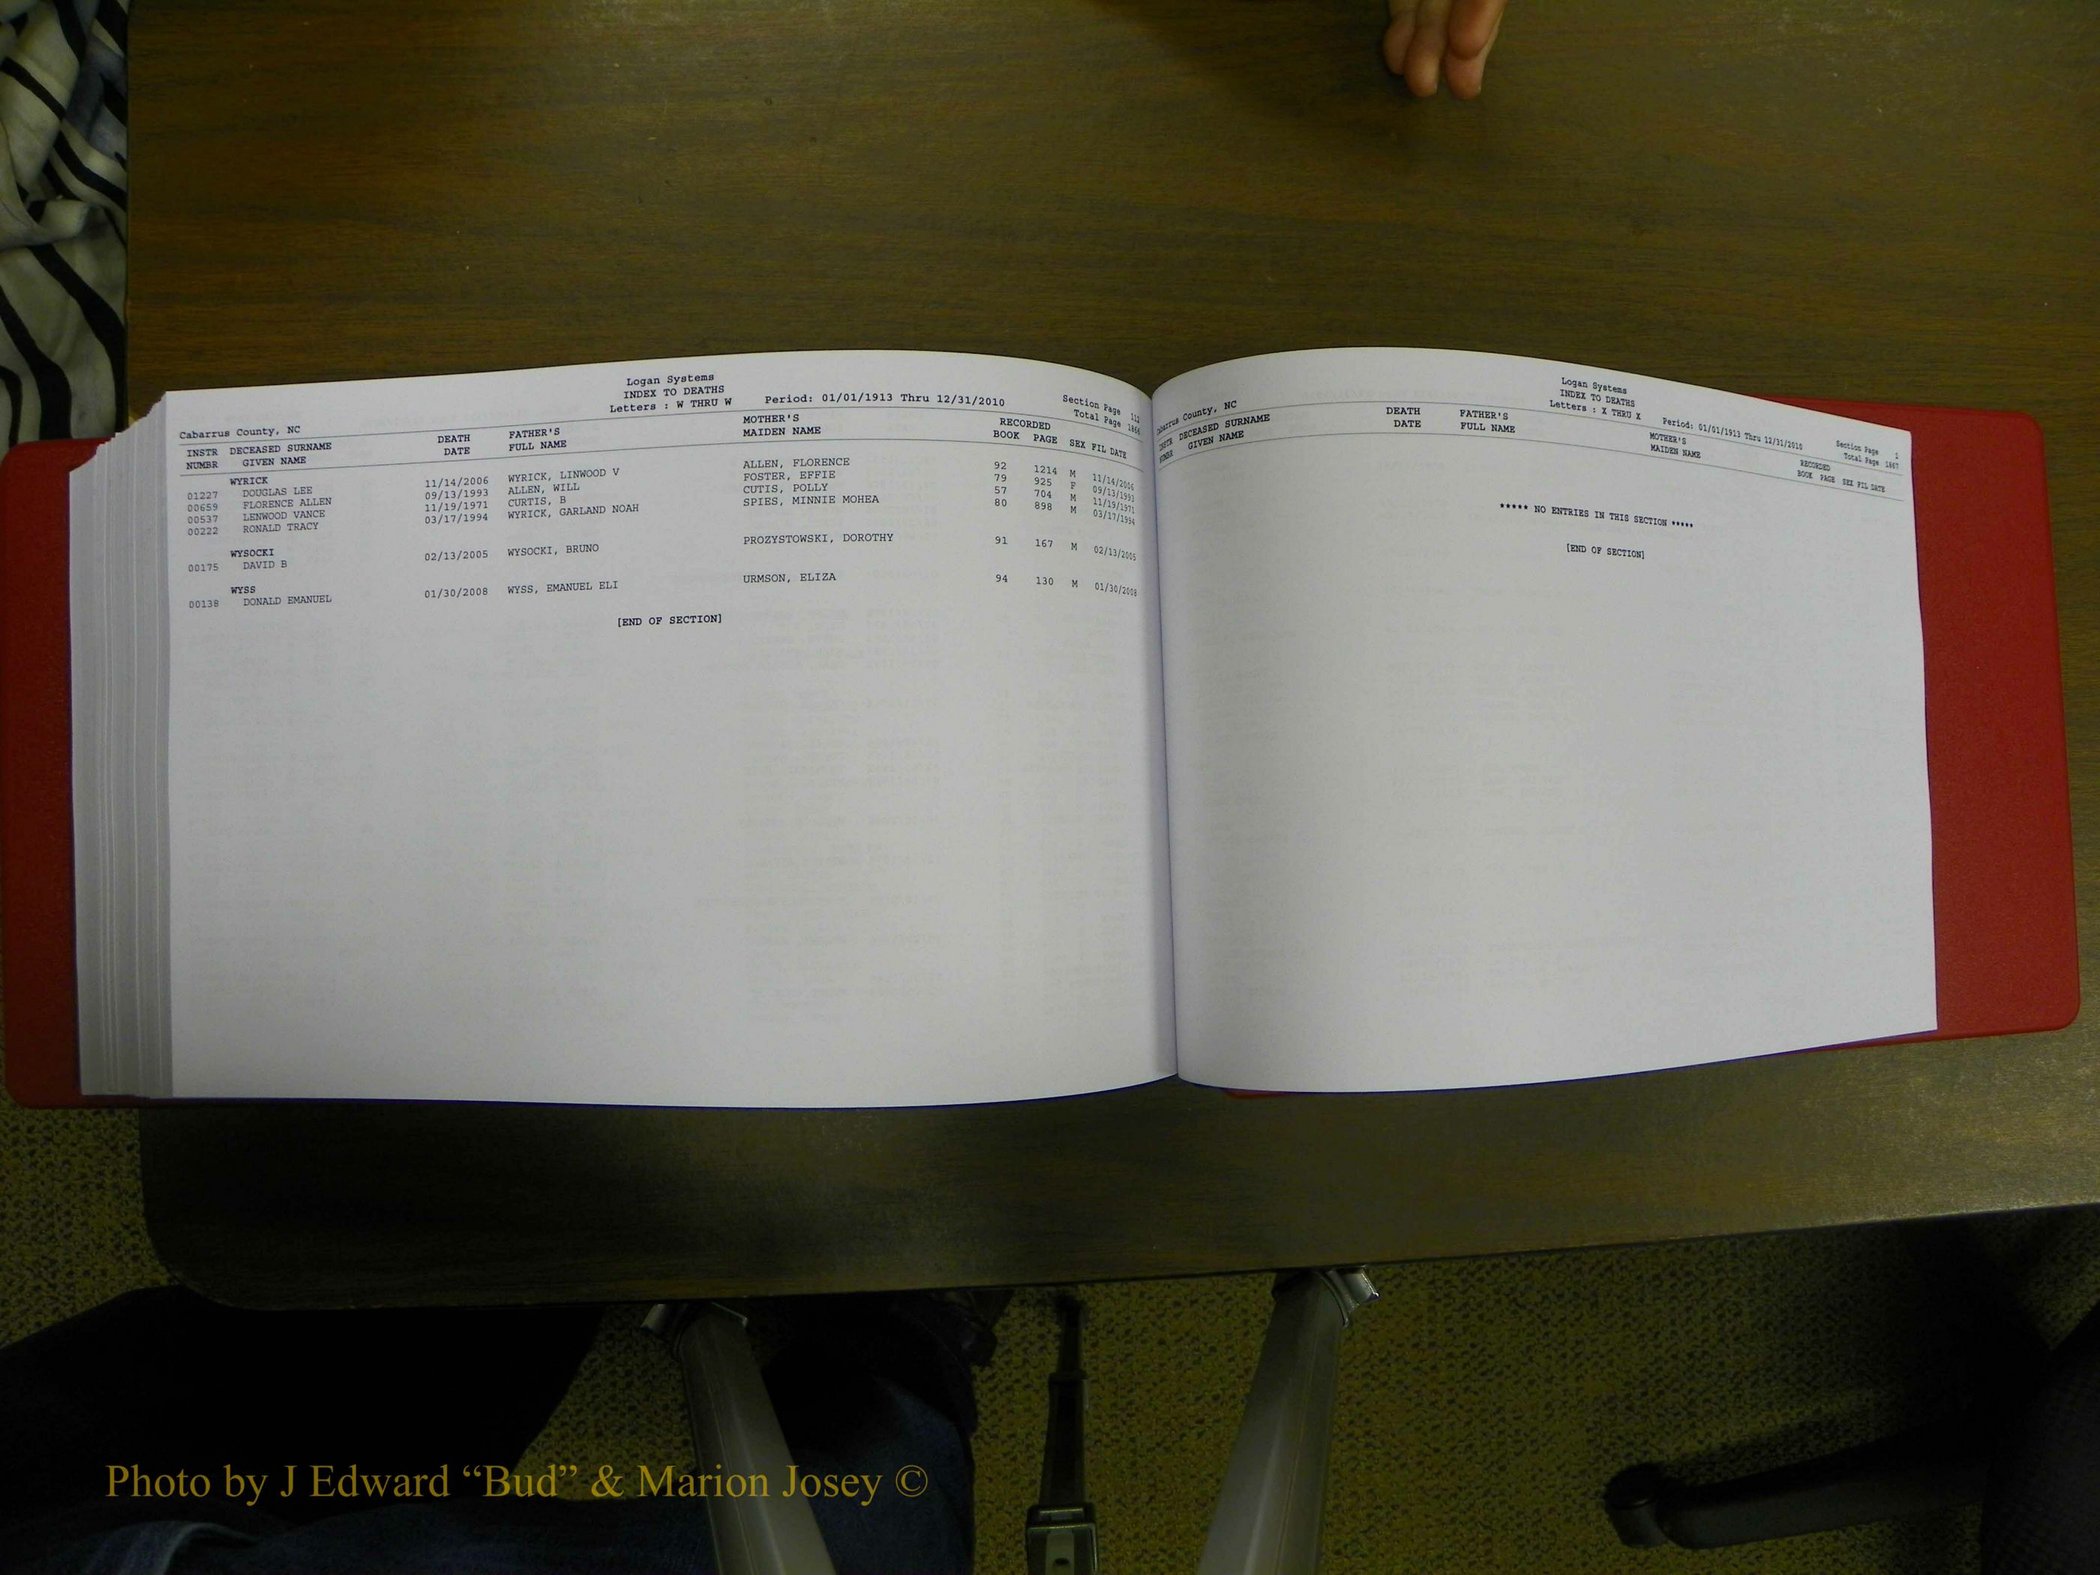 Logan Systems
INDEX TO DEATHS
Letters : W THRU W Period: 01/01/1913 Thru 12/31/2010 Section Page 112
Cabarrus County, NC Total Page 1866
INSTR DECEASED SURNAME DEATH FATHER'S MOTHER'S RECORDED
NUMBR GIVEN NAME DATE FULL NAME MAIDEN NAME BOOK PAGE SEX FIL DATE
WYRICK
01227 DOUGLAS LEE 11/14/2006 WYRICK, LINWOOD V ALLEN, FLORENCE 92 1214 M 11/14/2006
00659 FLORENCE ALLEN 09/13/1993 ALLEN, WILL FOSTER, EFFIE 79 925 F 09/13/1993
00537 LENWOOD VANCE 11/19/1971 CURTIS, B CUTIS, POLLY 57 704 M 11/19/1971
00222 RONALD TRACY 03/17/1994 WYRICK, GARLAND NOAH SPIES, MINNIE MOHEA 80 898 M 03/17/1994
WYSOCKI
00175 DAVID B 02/13/2005 WYSOCKI, BRUNO PROZYSTOWSKI, DOROTHY 91 167 M 02/13/2005
WYSS
00138 DONALD EMANUEL 01/30/2008 WYSS, EMANUEL ELI URMSON, ELIZA 94 130 M 01/30/2008
[END OF SECTION]
Logan Systems
INDEX TO DEATHS
Letters : X THRU X Period: 01/01/1913 Thru 12/31/2010 Section Page 1
Cabarrus County, NC Total Page 1867
INSTR DECEASED SURNAME DEATH FATHER'S MOTHER'S RECORDED
NUMBR GIVEN NAME DATE FULL NAME MAIDEN NAME BOOK PAGE SEX FIL DATE
***** NO ENTRIES IN THIS SECTION *****
[END OF SECTION]
Photo by J Edward “Bud” & Marion Josey ©